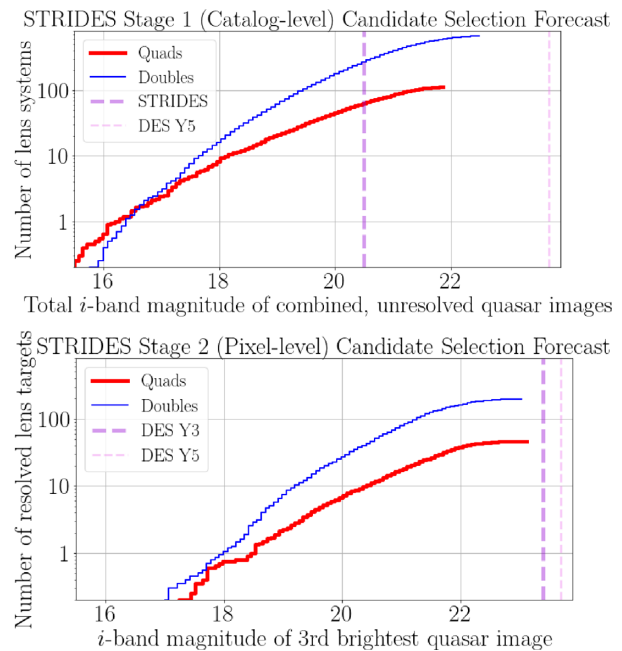 STRIDES Stage 1 (Catalog-level) Candidate Selection Forecast
Number of lens systems
100
10
1
Quads
Doubles
STRIDES
DES Y5
16 18 20 22
Total i-band magnitude of combined, unresolved quasar images
STRIDES Stage 2 (Pixel-level) Candidate Selection Forecast
Number of resolved lens targets
100
10
1
Quads
Doubles
DES Y3
DES Y5
16 18 20 22
i-band magnitude of 3rd brightest quasar image